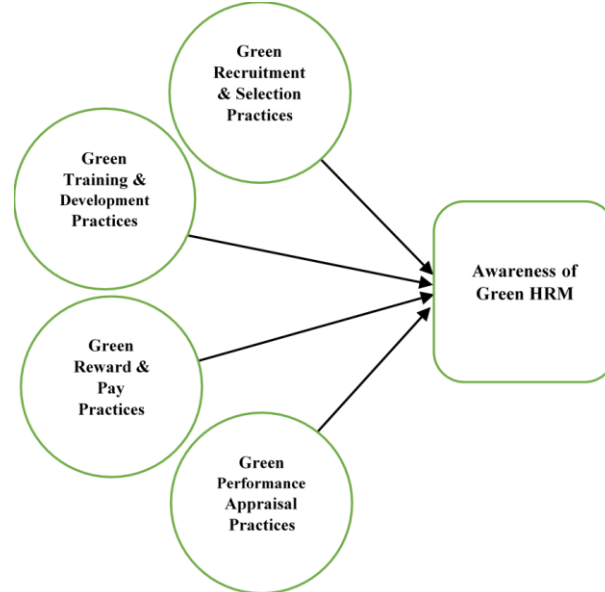 Green
Recruitment
& Selection
Practices
Green
Training &
Development
Practices
Green
Reward &
Pay
Practices
Green
Performance
Appraisal
Practices
Awareness of
Green HRM